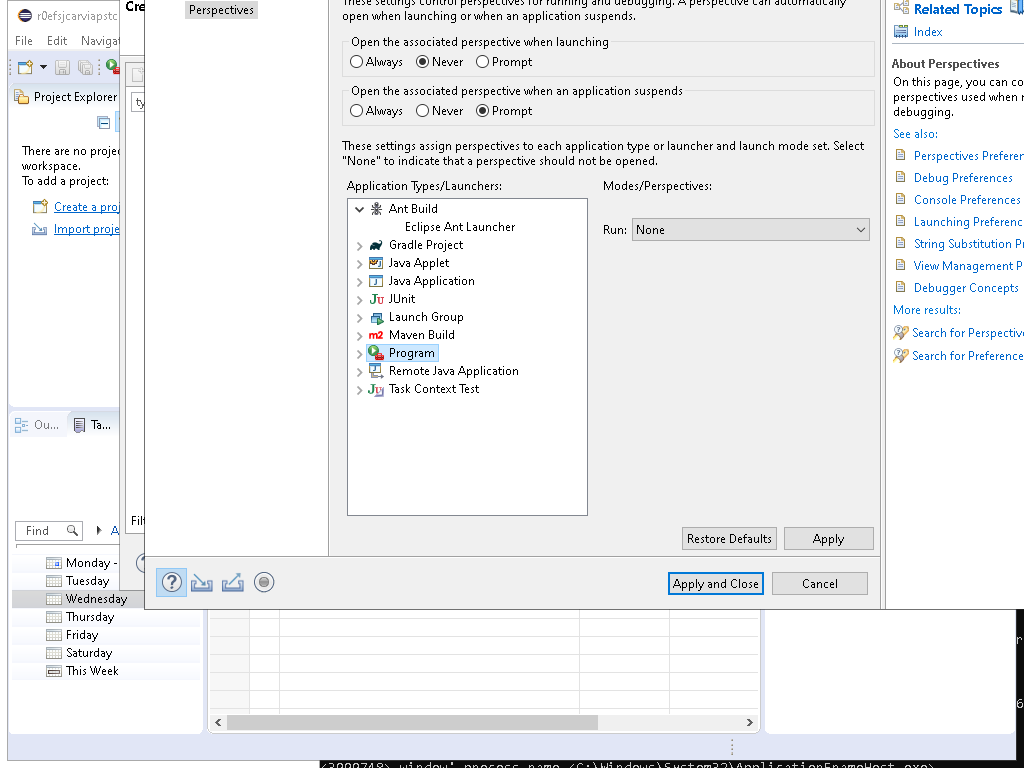 r0efsjcarviapstc
File Edit Navigat
Project Explorer
There are no proje
workspace.
To add a project:
Create a proj
Import proje
Ou...
Ta...
Find
A
Monday -
Tuesday
Wednesday
Thursday
Friday
Saturday
This Week
Cre
ty
Filt
Perspectives
These settings control perspectives for running and debugging. A perspective can automatically
open when launching or when an application suspends.
Open the associated perspective when launching
Always Never Prompt
Open the associated perspective when an application suspends
Always Never Prompt
These settings assign perspectives to each application type or launcher and launch mode set. Select
"None" to indicate that a perspective should not be opened.
Application Types/Launchers:
Modes/Perspectives:
Ant Build
Eclipse Ant Launcher
Gradle Project
Java Applet
Java Application
JUnit
Launch Group
Maven Build
Program
Remote Java Application
Task Context Test
Run: None
Restore Defaults
Apply
Apply and Close
Cancel
Related Topics
Index
About Perspectives
On this page, you can co
perspectives used when r
debugging.
See also:
Perspectives Preferen
Debug Preferences
Console Preferences
Launching Preferenc
String Substitution P
View Management P
Debugger Concepts
More results:
Search for Perspective
Search for Preference
r
6